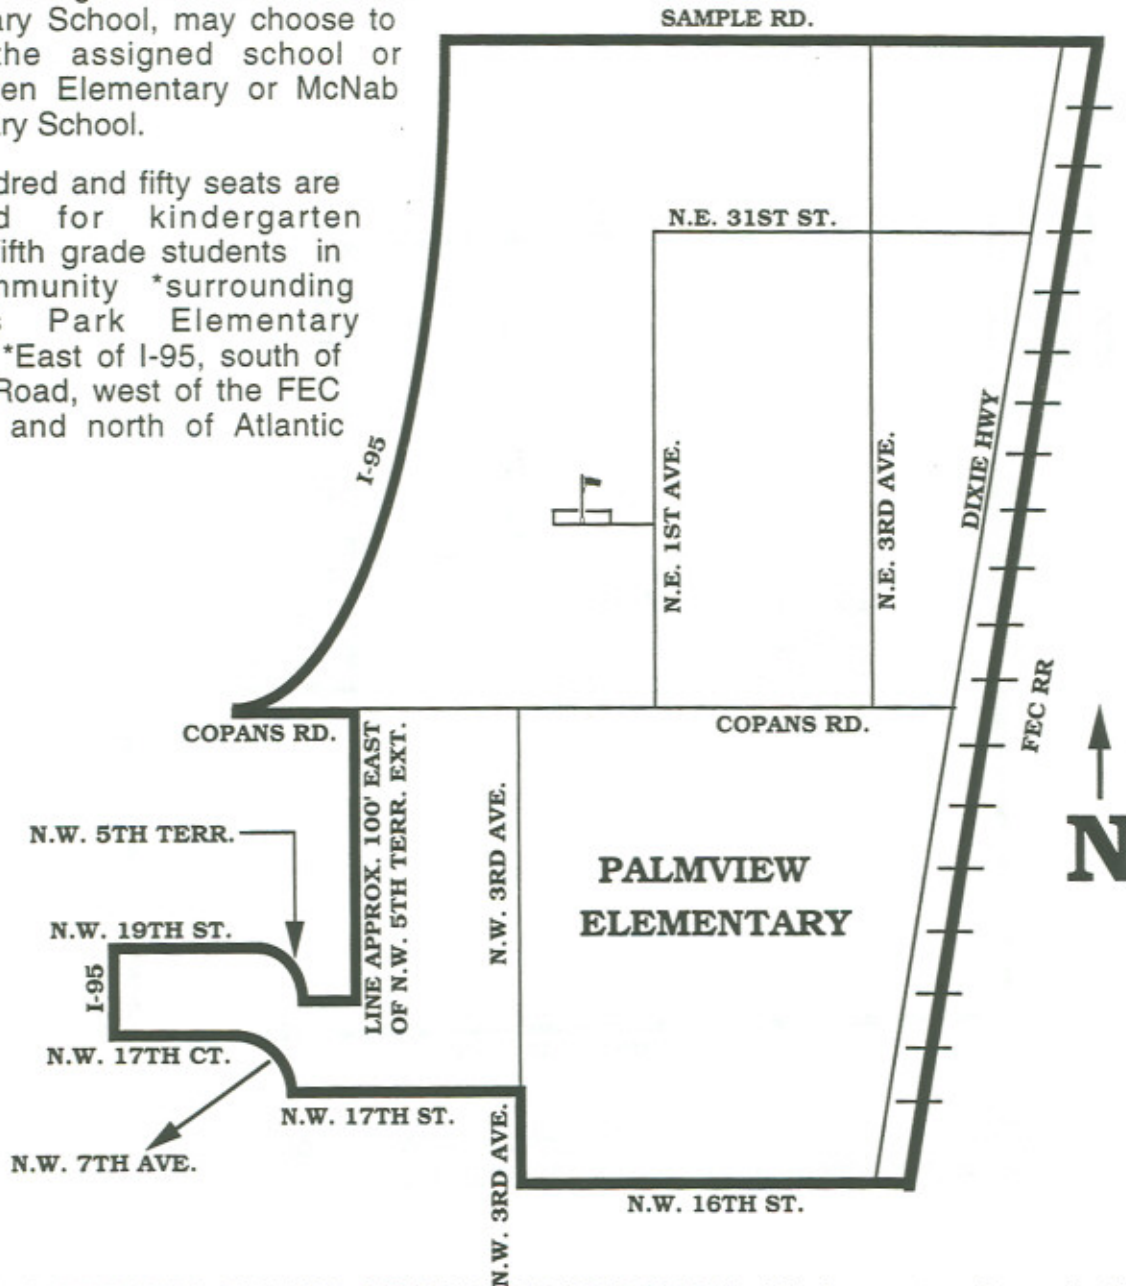 ary School, may choose to
the assigned school or
en Elementary or McNab
ary School.
dred and fifty seats are
d for kindergarten
ifth grade students in
mmunity *surrounding
s Park Elementary
*East of I-95, south of
Road, west of the FEC
and north of Atlantic
SAMPLE RD.
N.E. 31ST ST.
I-95
N.E. 1ST AVE.
N.E. 3RD AVE.
DIXIE HWY
FEC RR
COPANS RD.
COPANS RD.
LINE APPROX. 100' EAST
OF N.W. 5TH TERR. EXT.
N.W. 3RD AVE.
N.W. 5TH TERR.
PALMVIEW
ELEMENTARY
N
N.W. 19TH ST.
I-95
N.W. 17TH CT.
N.W. 17TH ST.
N.W. 7TH AVE.
N.W. 3RD AVE.
N.W. 16TH ST.